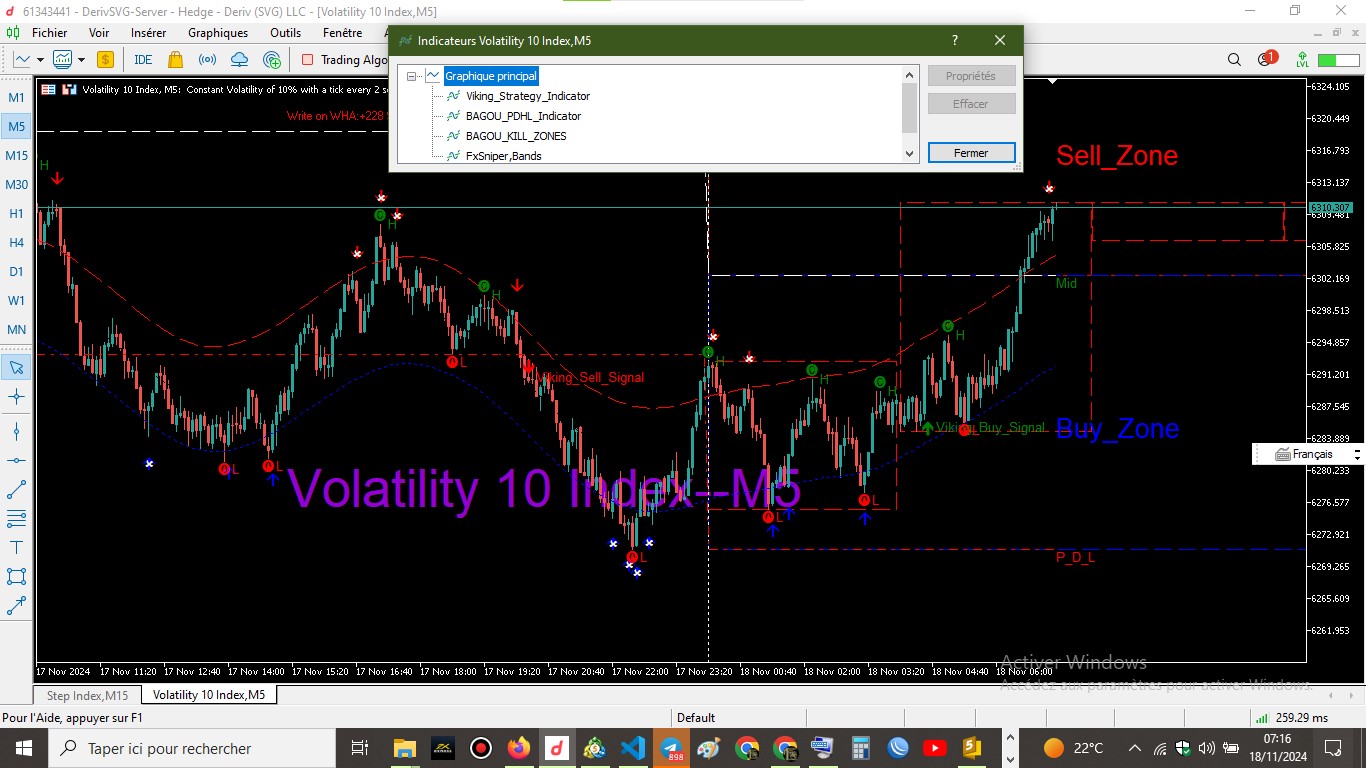 61343441 - DerivSVG-Server - Hedge - Deriv (SVG) LLC - [Volatility 10 Index,M5]
Fichier Voir Insérer Graphiques Outils Fenêtre
IDE Trading Algo
1
LVL
Indicateurs Volatility 10 Index,M5
Graphique principal
Viking_Strategy_Indicator
BAGOU_PDHL_Indicator
BAGOU_KILL_ZONES
FxSniper,Bands
Propriétés
Effacer
Fermer
M1
M5
M15
M30
H1
H4
D1
W1
MN
Volatility 10 Index, M5: Constant Volatility of 10% with a tick every 2 s
Write on WHA:+228
Sell_Zone
Mid
Viking_Sell_Signal
Viking_Buy_Signal
Buy_Zone
Volatility 10 Index--M5
P_D_L
6324.105
6320.449
6316.793
6313.137
6310.307
6309.481
6305.825
6302.169
6298.513
6294.857
6291.201
6287.545
6283.889
6280.233
6276.577
6272.921
6269.265
6265.609
6261.953
Français
17 Nov 2024 17 Nov 11:20 17 Nov 12:40 17 Nov 14:00 17 Nov 15:20 17 Nov 16:40 17 Nov 18:00 17 Nov 19:20 17 Nov 20:40 17 Nov 22:00 17 Nov 23:20 18 Nov 00:40 18 Nov 02:00 18 Nov 03:20 18 Nov 04:40 18 Nov 06:00
Activer Windows
Accédez aux paramètres pour activer Windows.
Step Index,M15 Volatility 10 Index,M5
Pour l'Aide, appuyer sur F1 Default 259.29 ms
Taper ici pour rechercher
898
22°C
07:16
18/11/2024